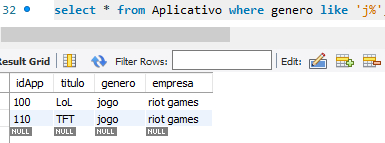 32 select * from Aplicativo where genero like 'j%'
Result Grid Filter Rows: Edit:
idApp titulo genero empresa
100 LoL jogo riot games
110 TFT jogo riot games
NULL NULL NULL NULL